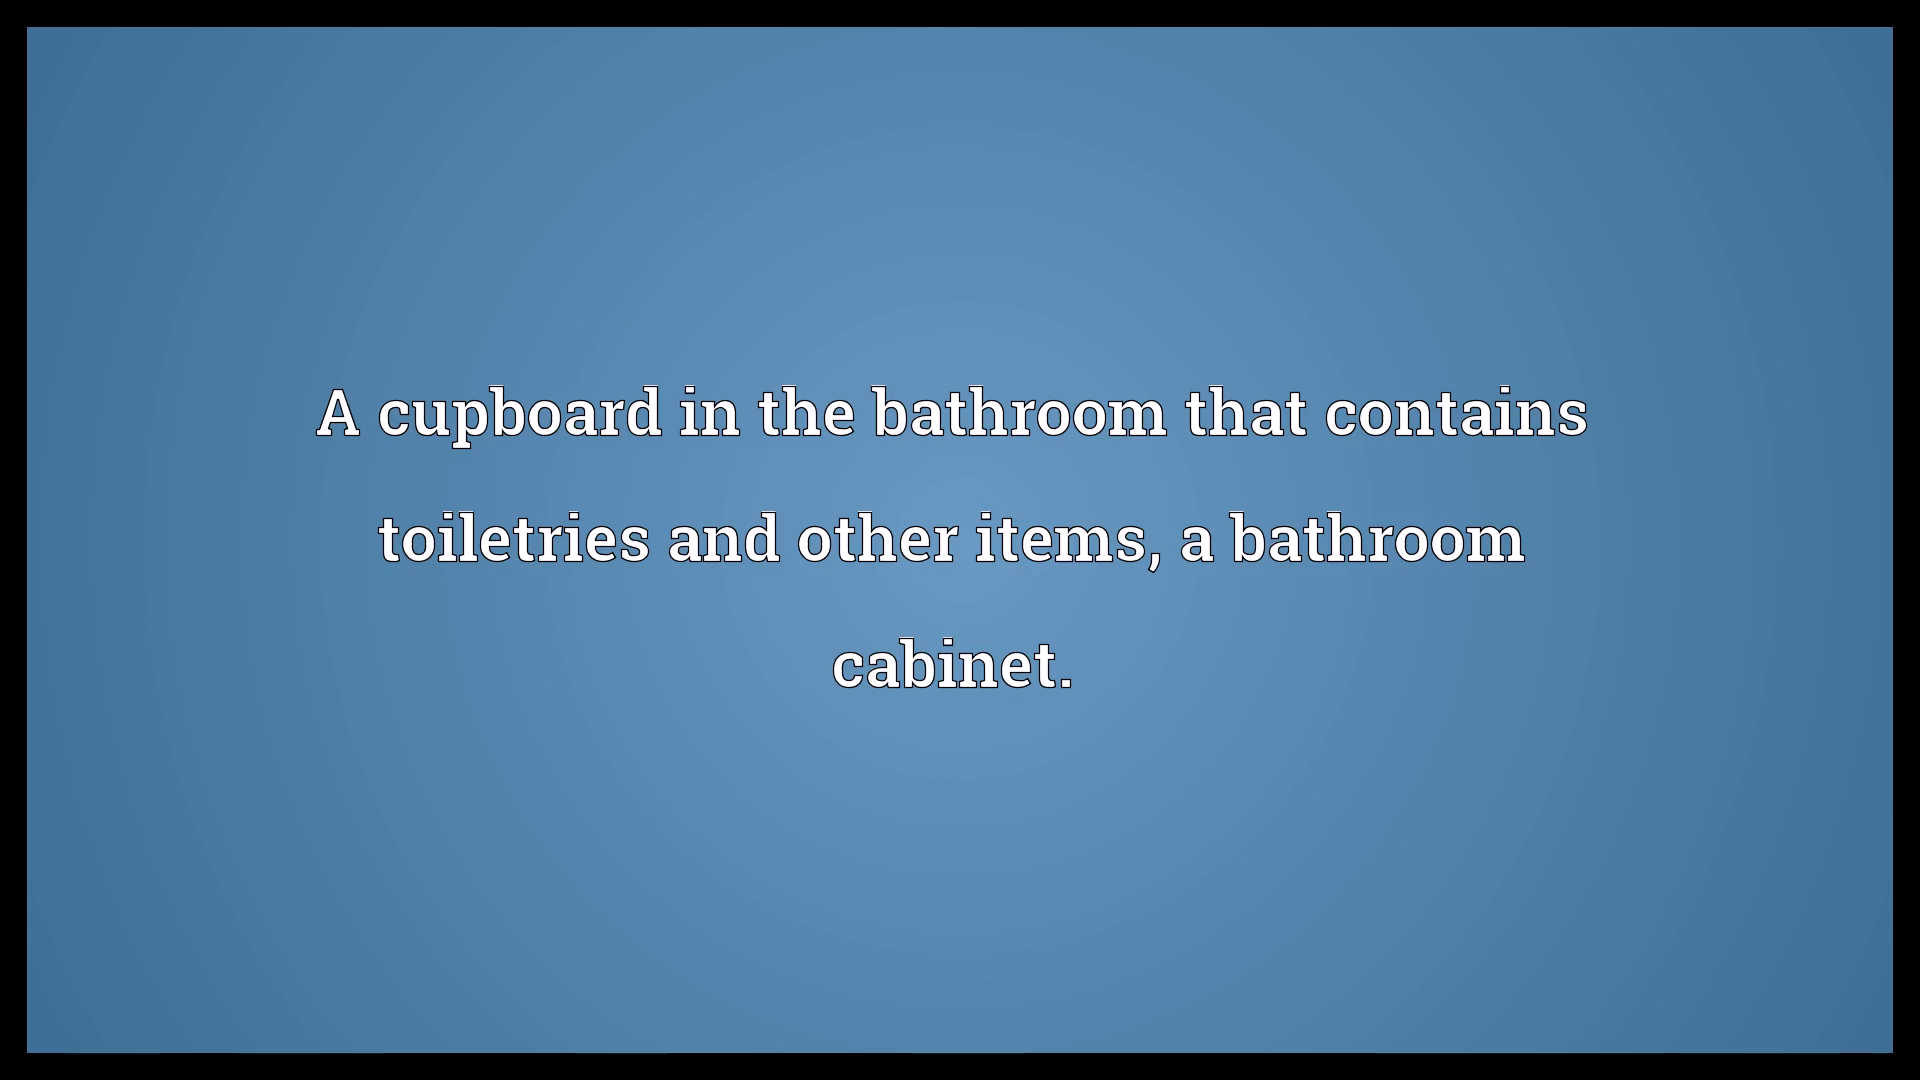 A cupboard in the bathroom that contains
toiletries and other items, a bathroom
cabinet.